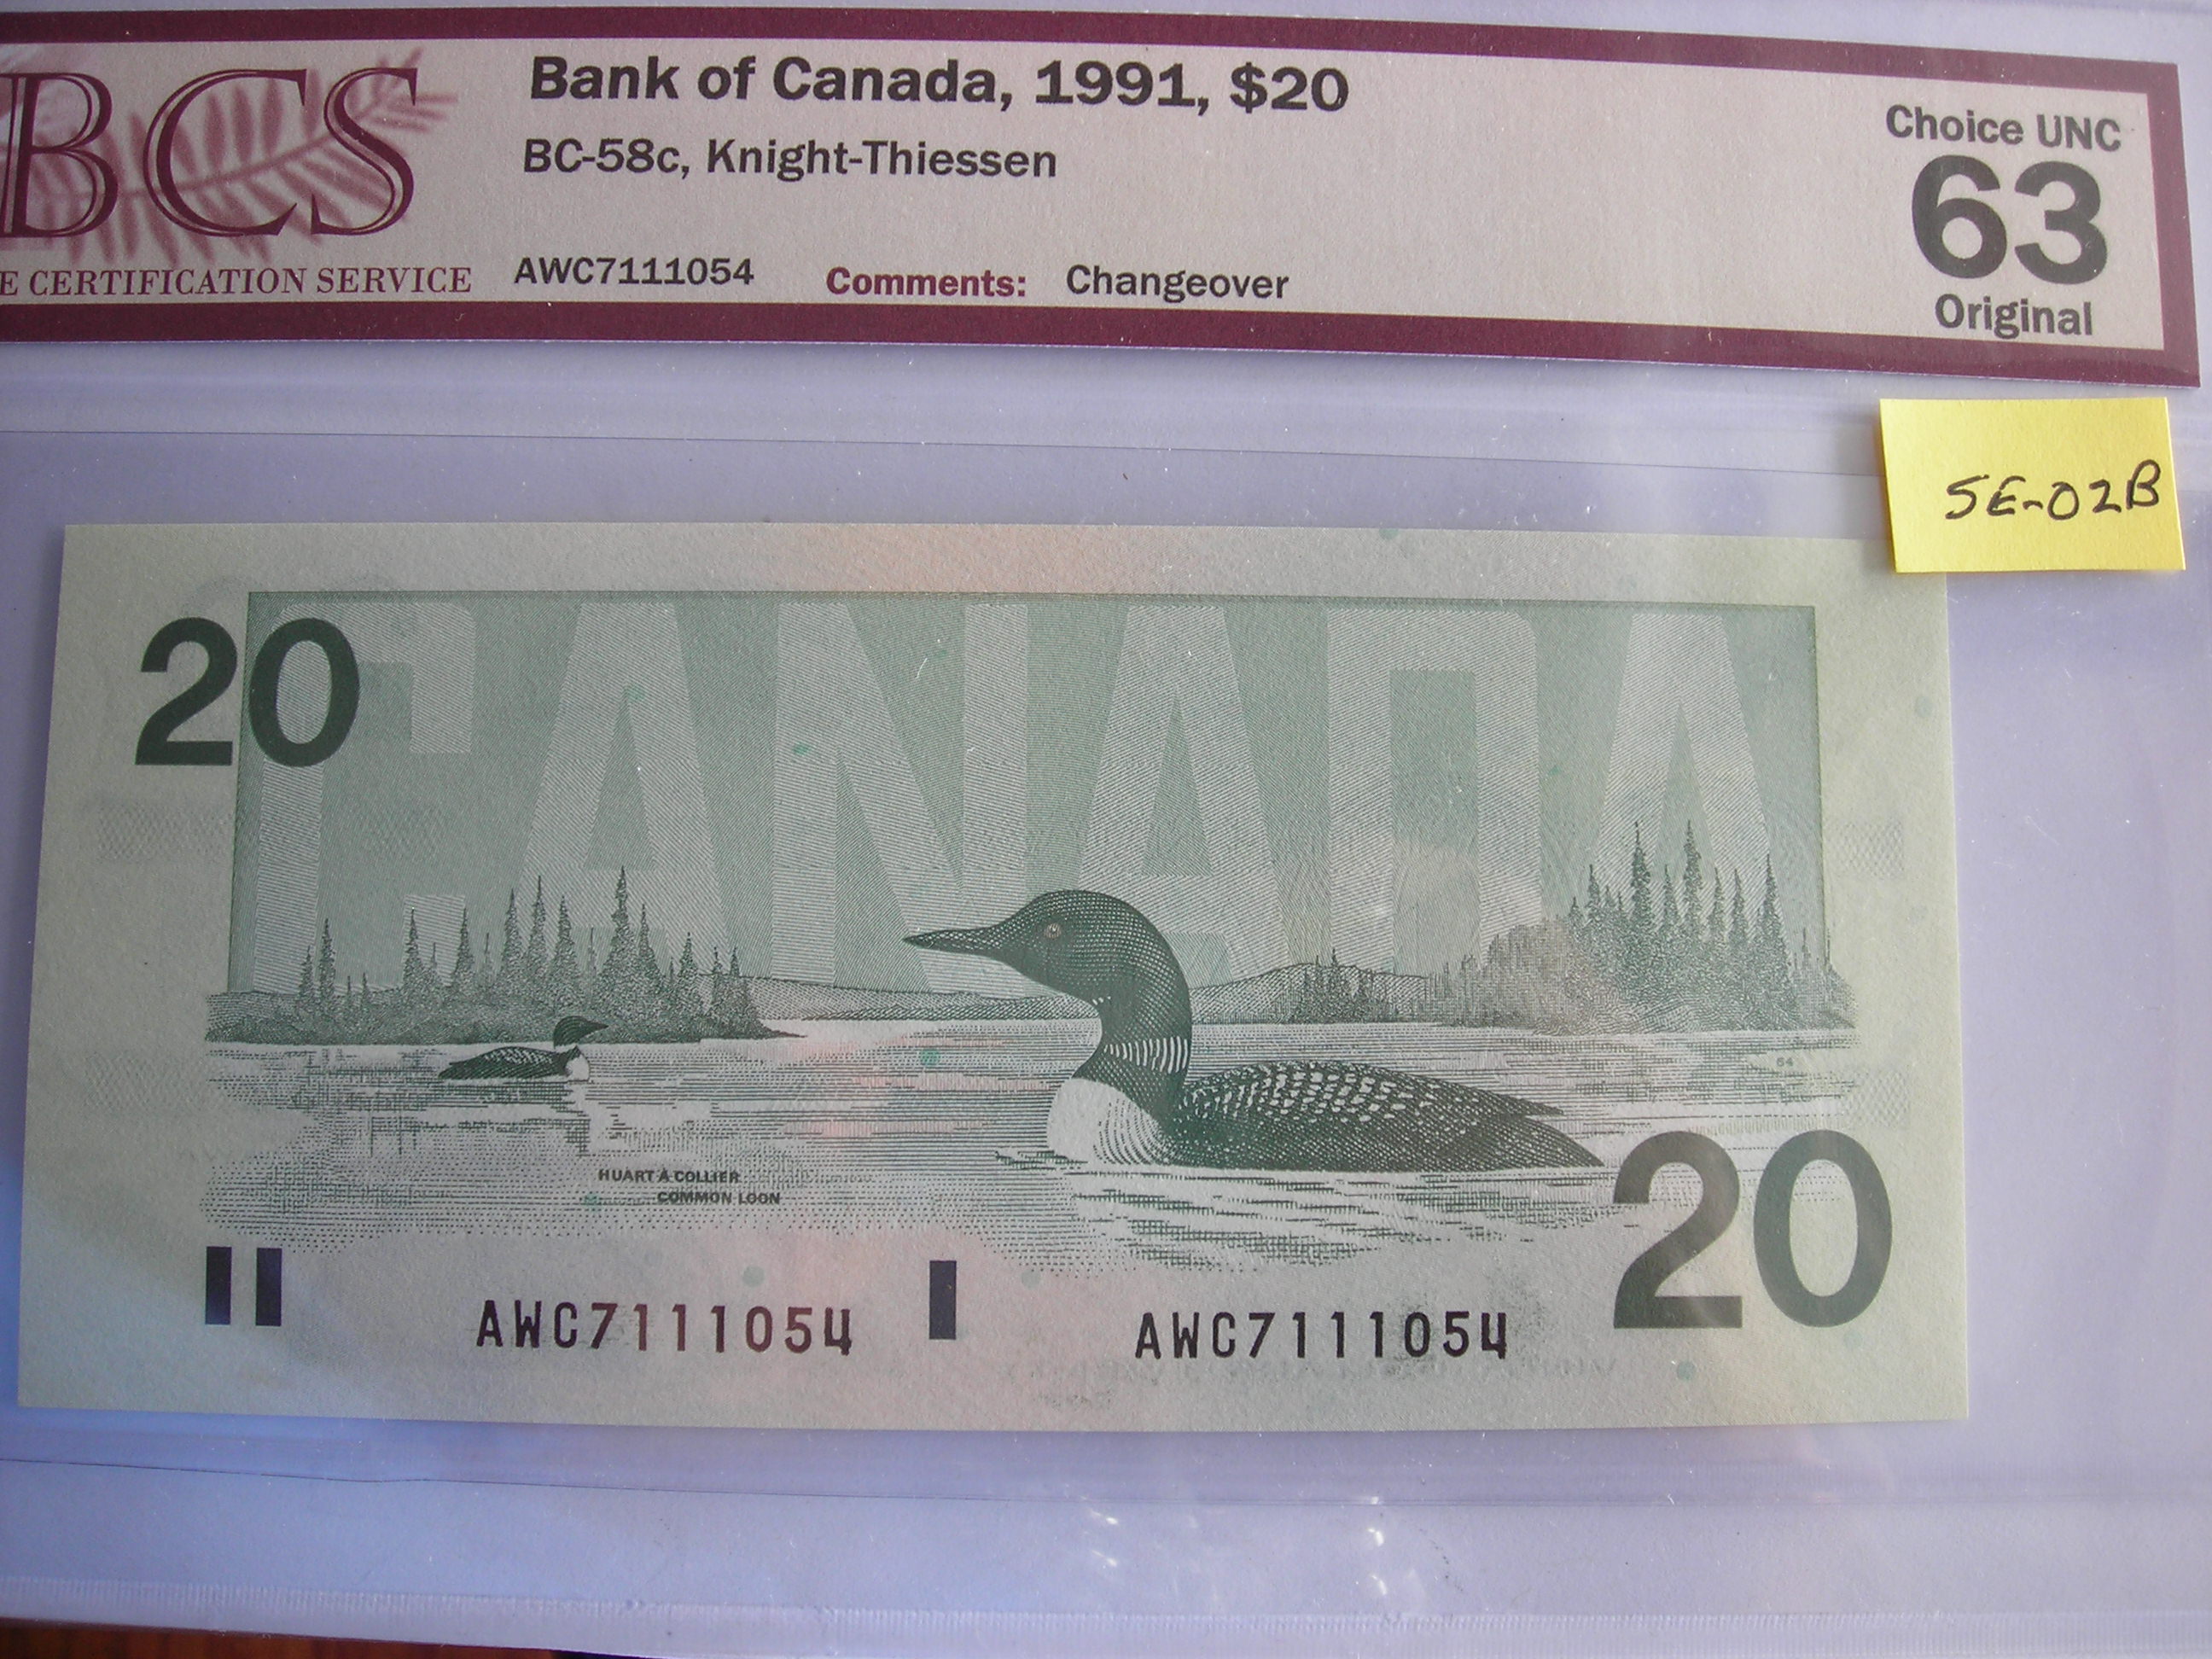 BCS
E CERTIFICATION SERVICE
Bank of Canada, 1991, $20
BC-58c, Knight-Thiessen
AWC7111054 Comments: Changeover
Choice UNC
63
Original
SE-02B
20
CANADA
64
HUART À COLLIER
COMMON LOON
20
AWC7111054 AWC7111054